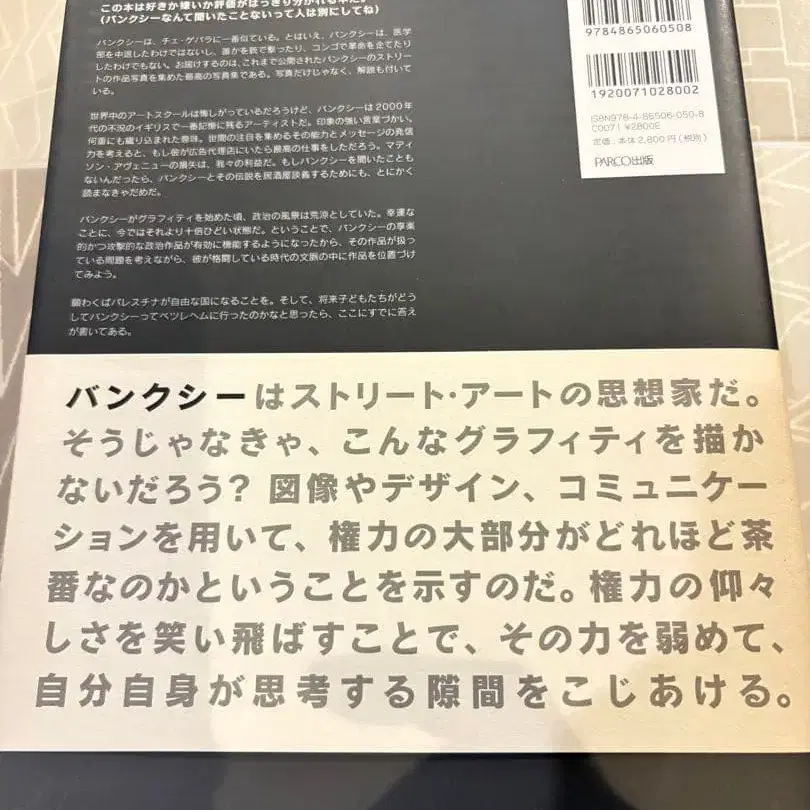 この本は好きか嫌いか評価がはっきり分かれる本だ。
(バンクシーなんて聞いたことないって人は別にしてね)
バンクシーは、チェ・ゲバラに一番似ている。とはいえ、バンクシーは、医学
部を中退したわけではないし、誰かを銃で撃ったり、コンゴで革命を企てたり
したわけでもない。お届けするのは、これまで公開されたバンクシーのストリー
トの作品写真を集めた最高の写真集である。写真だけじゃなく、解説も付いて
いる。
世界中のアートスクールは悔しがっているだろうけど、バンクシーは2000年
代の不況のイギリスで一番記憶に残るアーティストだ。印象の強い言葉づかい。
何重にも織り込まれた趣味。世間の注目を集めるその能力とメッセージの発信
力を考えると、もし彼が広告代理店にいたら最高の仕事をしただろう。マディ
ソン・アヴェニューの損失は、我々の利益だ。もしバンクシーを聞いたことも
ないんだったら、バンクシーとその伝説を居酒屋談義するためにも、とにかく
読まなきゃだめだ。
バンクシーがグラフィティを始めた頃、政治の風景は荒涼としていた。幸運な
ことに、今ではそれより十倍ひどい状態だ。ということで、バンクシーの享楽
的かつ攻撃的な政治作品が有効に機能するようになったから、その作品が扱っ
ている問題を考えながら、彼が格闘している時代の文脈の中に作品を位置づけ
てみよう。
願わくばパレスチナが自由な国になることを。そして、将来子どもたちがどう
してバンクシーってベツレヘムに行ったのかなと思ったら、ここにすでに答え
が書いてある。
9784865060508
1920071028002
ISBN978-4-86506-050-8
C0071 ¥2800E
定価:本体2,800円(税別)
PARCO出版
バンクシーはストリート・アートの思想家だ。
そうじゃなきゃ、こんなグラフィティを描か
ないだろう? 図像やデザイン、コミュニケー
ションを用いて、権力の大部分がどれほど茶
番なのかということを示すのだ。権力の仰々
しさを笑い飛ばすことで、その力を弱めて、
自分自身が思考する隙間をこじあける。